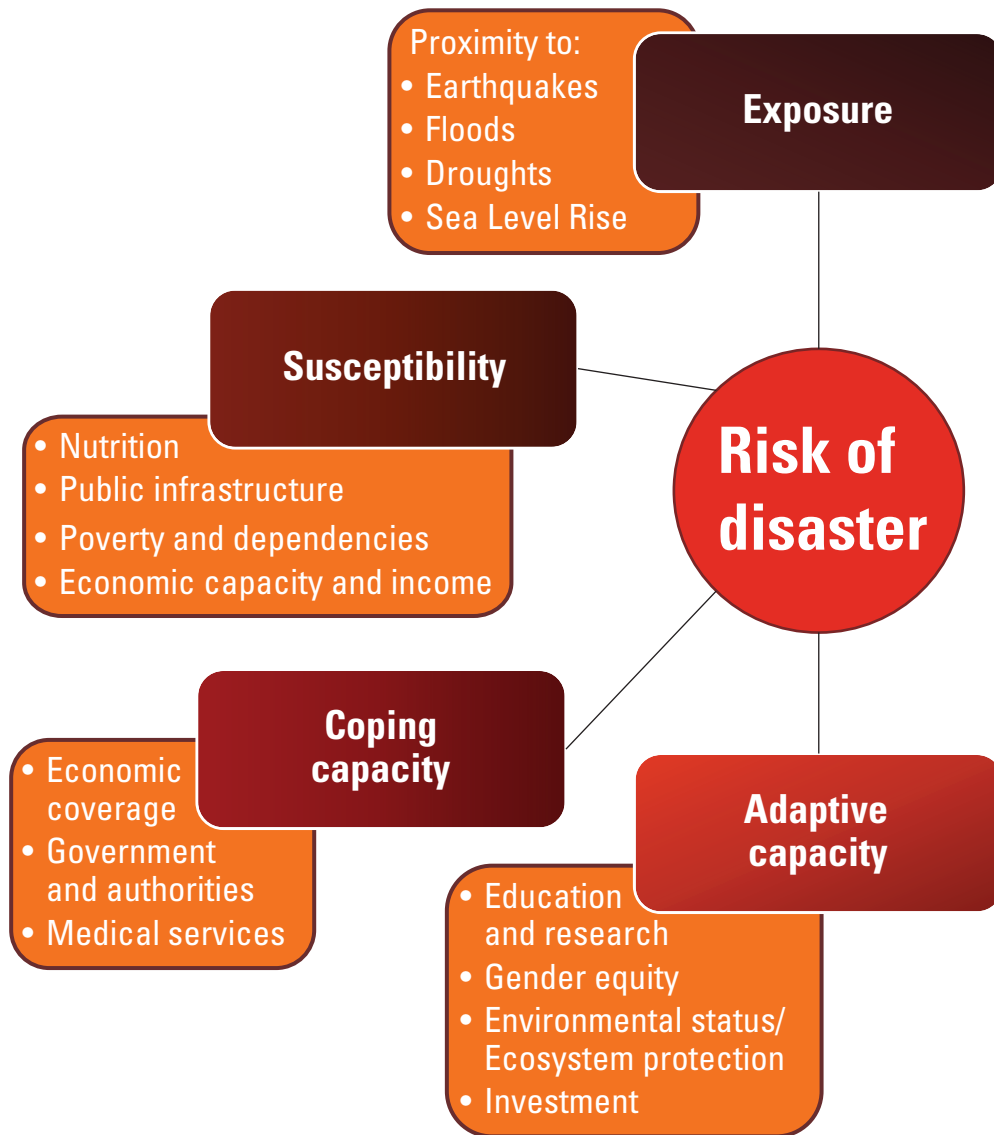 Proximity to:
• Earthquakes
• Floods
• Droughts
• Sea Level Rise
Exposure
Susceptibility
• Nutrition
• Public infrastructure
• Poverty and dependencies
• Economic capacity and income
Risk of
disaster
Coping
capacity
• Economic
coverage
• Government
and authorities
• Medical services
Adaptive
capacity
• Education
and research
• Gender equity
• Environmental status/
Ecosystem protection
• Investment